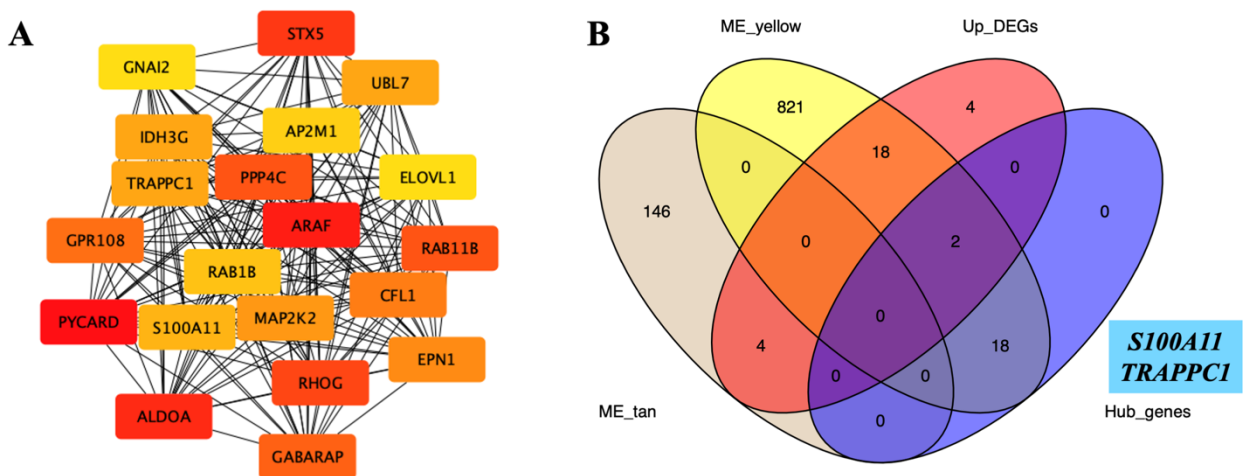 A
STX5
GNAI2
UBL7
IDH3G
AP2M1
TRAPPC1
PPP4C
ELOVL1
ARAF
GPR108
RAB11B
RAB1B
CFL1
PYCARD
S100A11
MAP2K2
EPN1
RHOG
ALDOA
GABARAP
B
ME_yellow
Up_DEGs
821
4
0
18
0
146
0
2
0
0
4
18
0
0
0
S100A11
TRAPPC1
ME_tan
Hub_genes